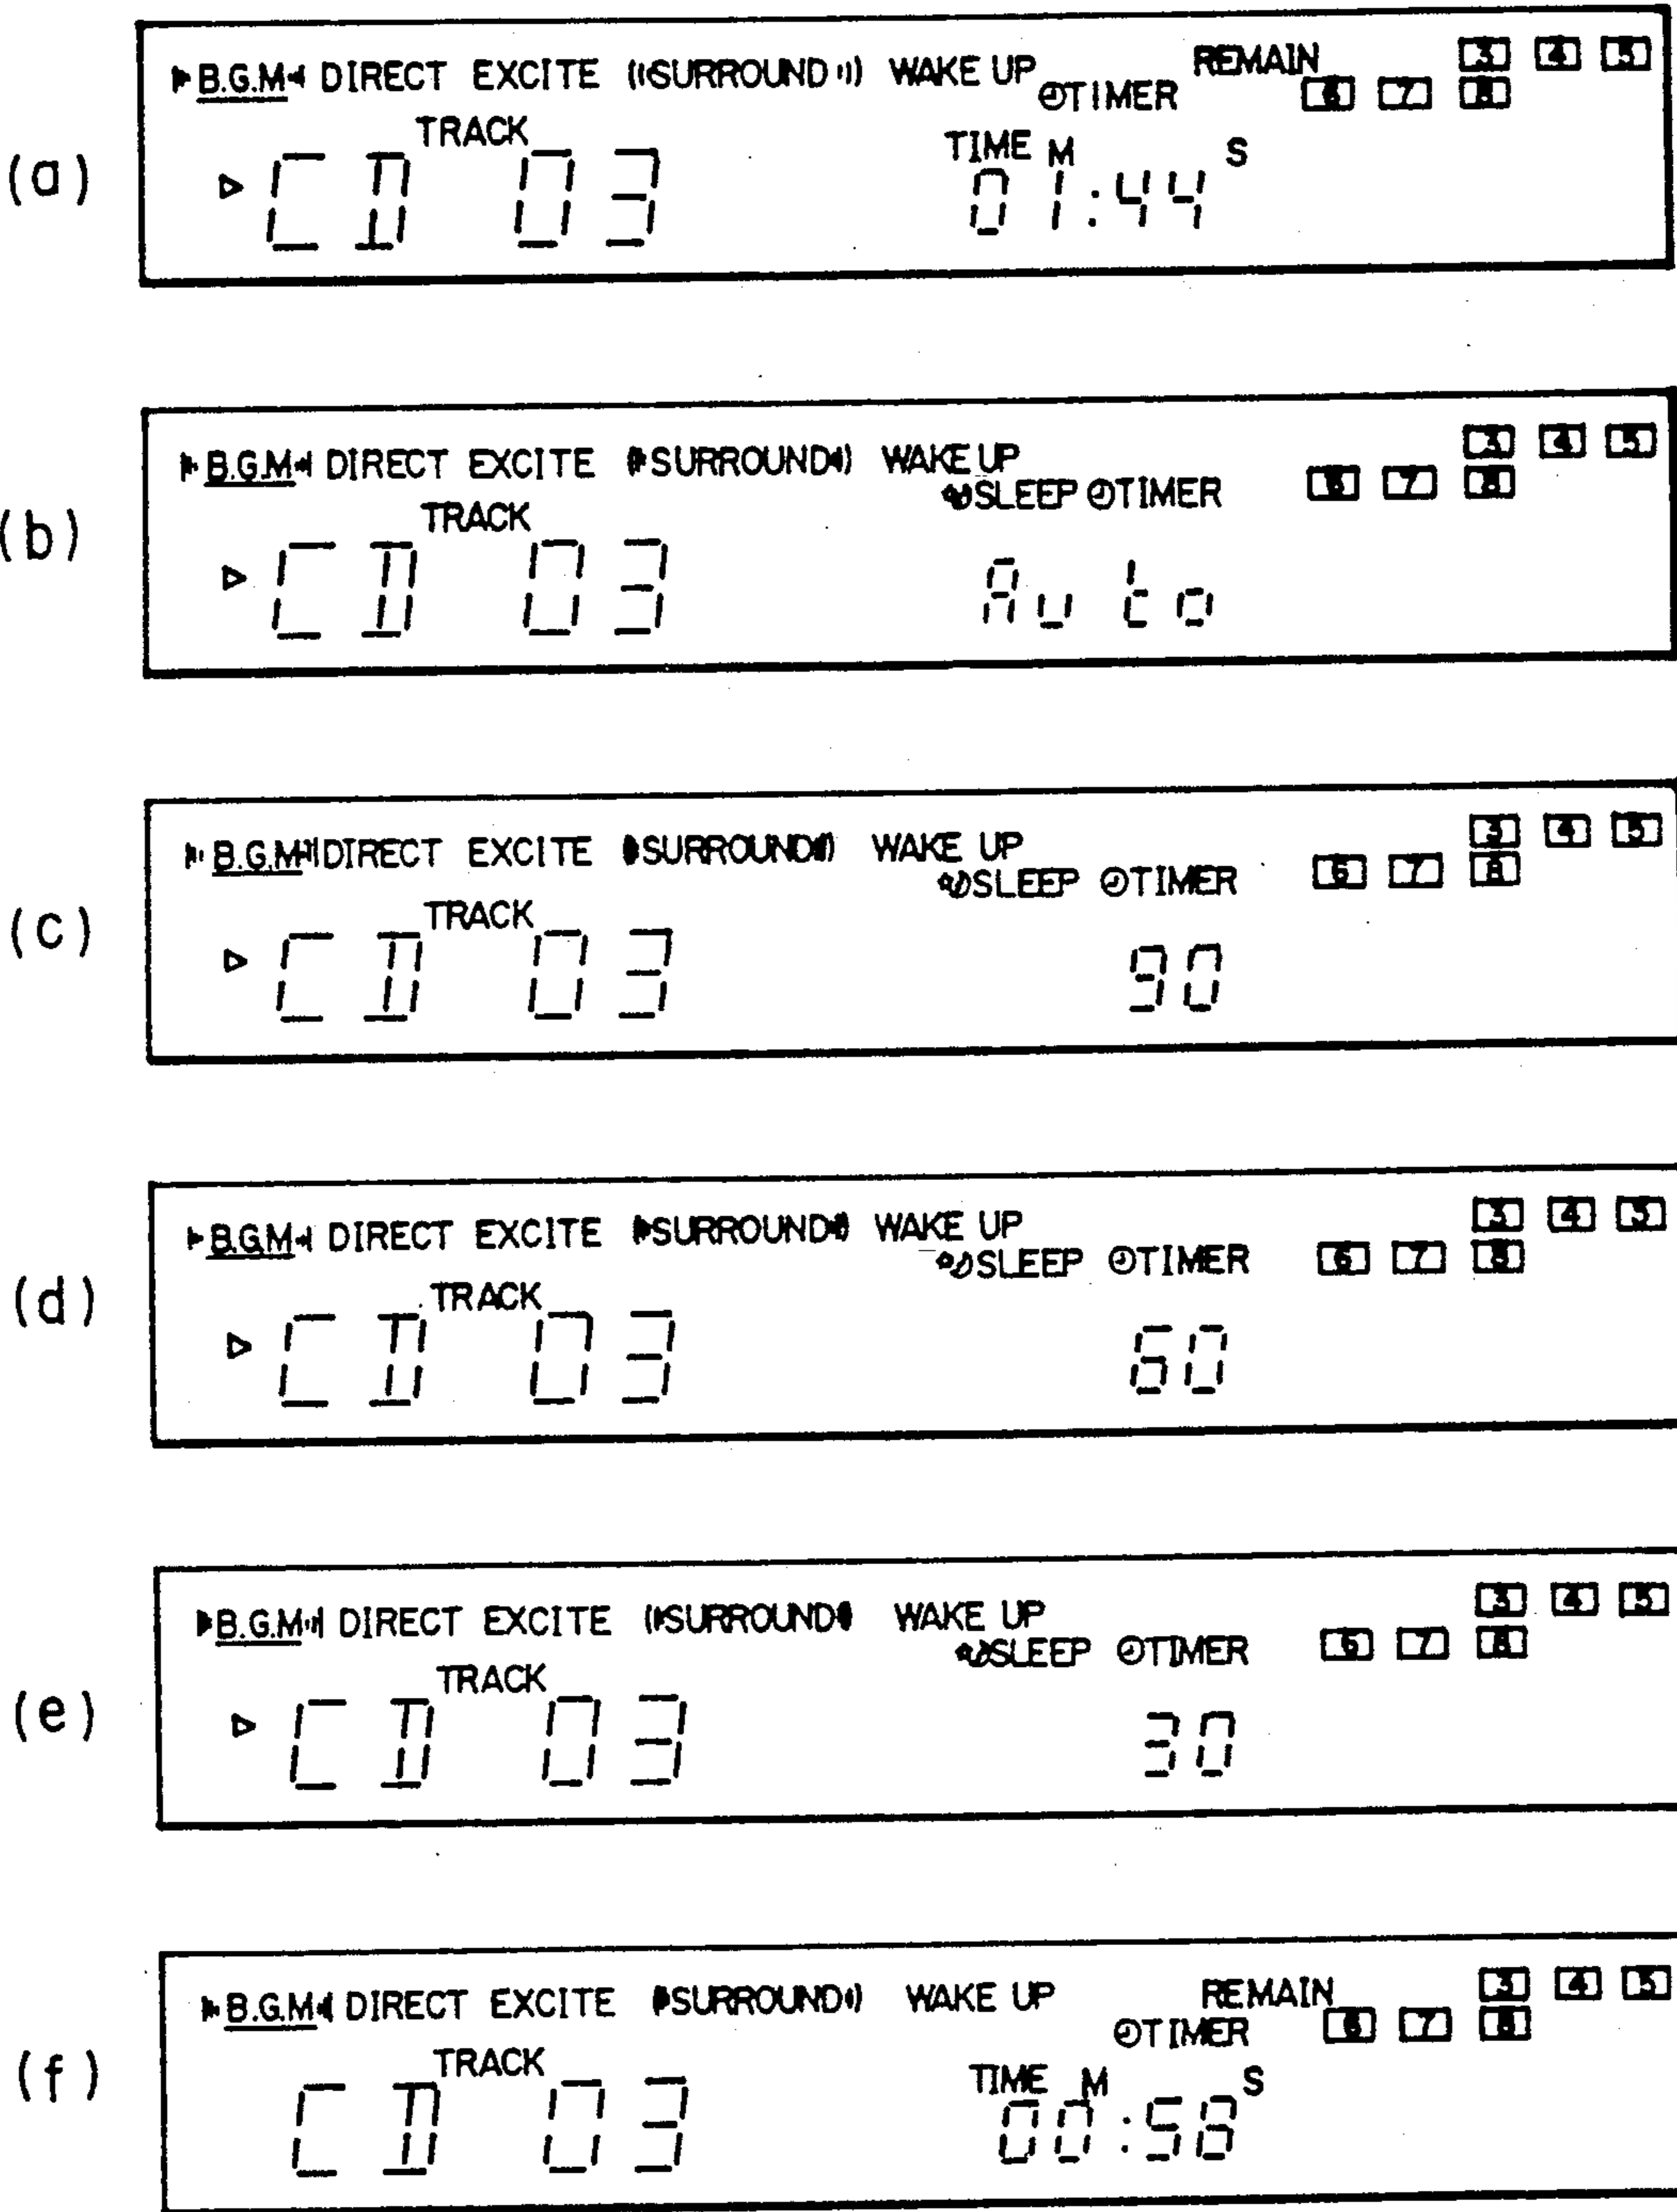 (a)
B.G.M DIRECT EXCITE ((SURROUND)) WAKE UP REMAIN 3 4 5
TIMER 6 7 8
TRACK TIME M S
CD 03 01:44
(b)
B.G.M DIRECT EXCITE (SURROUND) WAKE UP 3 4 5
SLEEP TIMER 6 7 8
TRACK
CD 03 Auto
(c)
B.G.M DIRECT EXCITE (SURROUND) WAKE UP 3 4 5
SLEEP TIMER 6 7 8
TRACK
CD 03 90
(d)
B.G.M DIRECT EXCITE (SURROUND) WAKE UP 3 4 5
SLEEP TIMER 6 7 8
TRACK
CD 03 60
(e)
B.G.M DIRECT EXCITE (SURROUND) WAKE UP 3 4 5
SLEEP TIMER 6 7 8
TRACK
CD 03 30
(f)
B.G.M DIRECT EXCITE (SURROUND) WAKE UP REMAIN 3 4 5
TIMER 6 7 8
TRACK TIME M S
CD 03 00:58